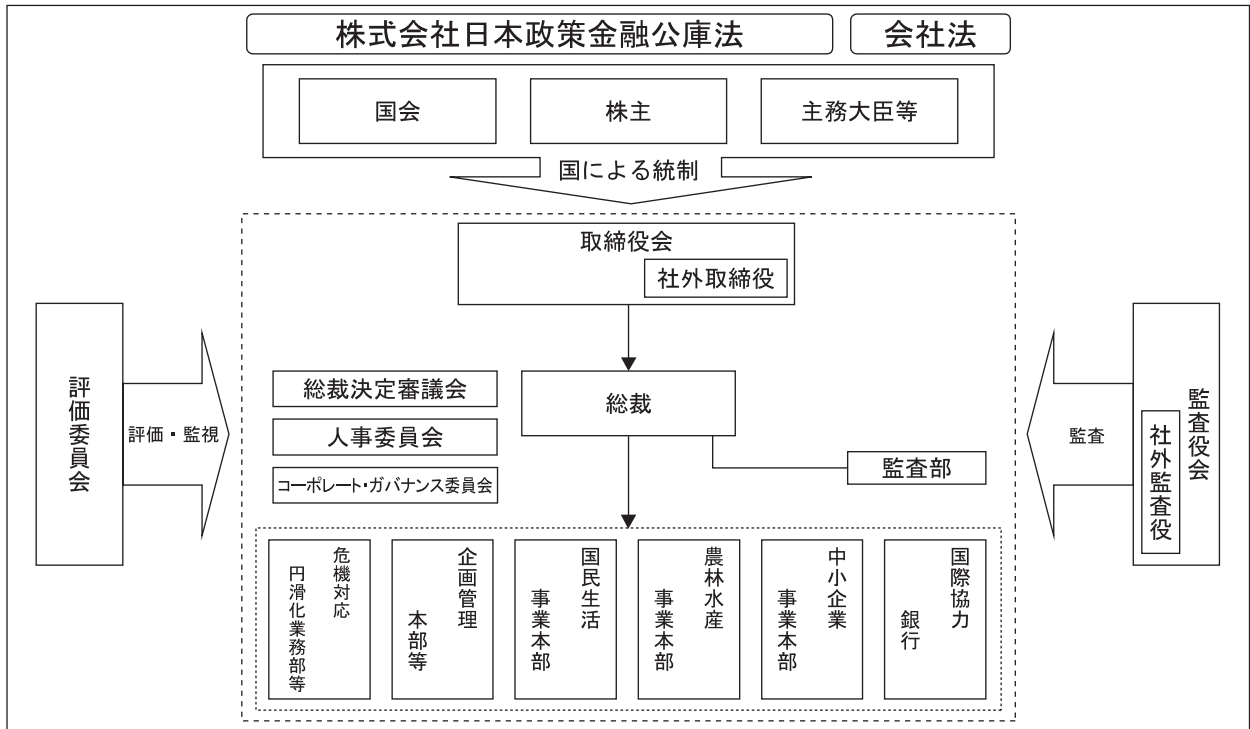 株式会社日本政策金融公庫法
会社法
国会
株主
主務大臣等
国による統制
取締役会
社外取締役
評価委員会
評価・監視
総裁決定審議会
人事委員会
コーポレート・ガバナンス委員会
総裁
監査部
監査
監査役会
社外監査役
危機対応
円滑化業務部等
企画管理
本部等
国民生活
事業本部
農林水産
事業本部
中小企業
事業本部
国際協力
銀行